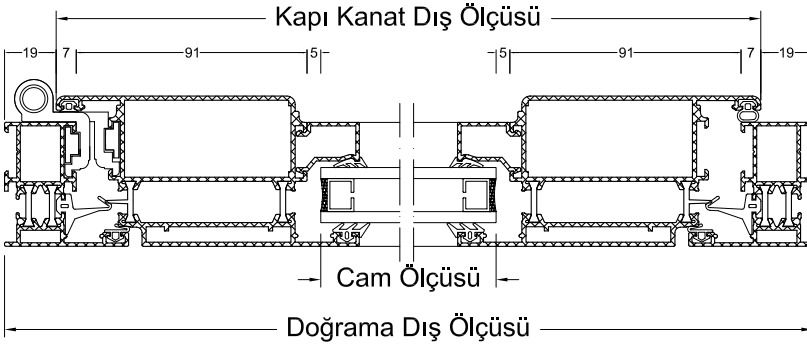 Kapı Kanat Dış Ölçüsü
19 7 91 5 5 91 7 19
Cam Ölçüsü
Doğrama Dış Ölçüsü